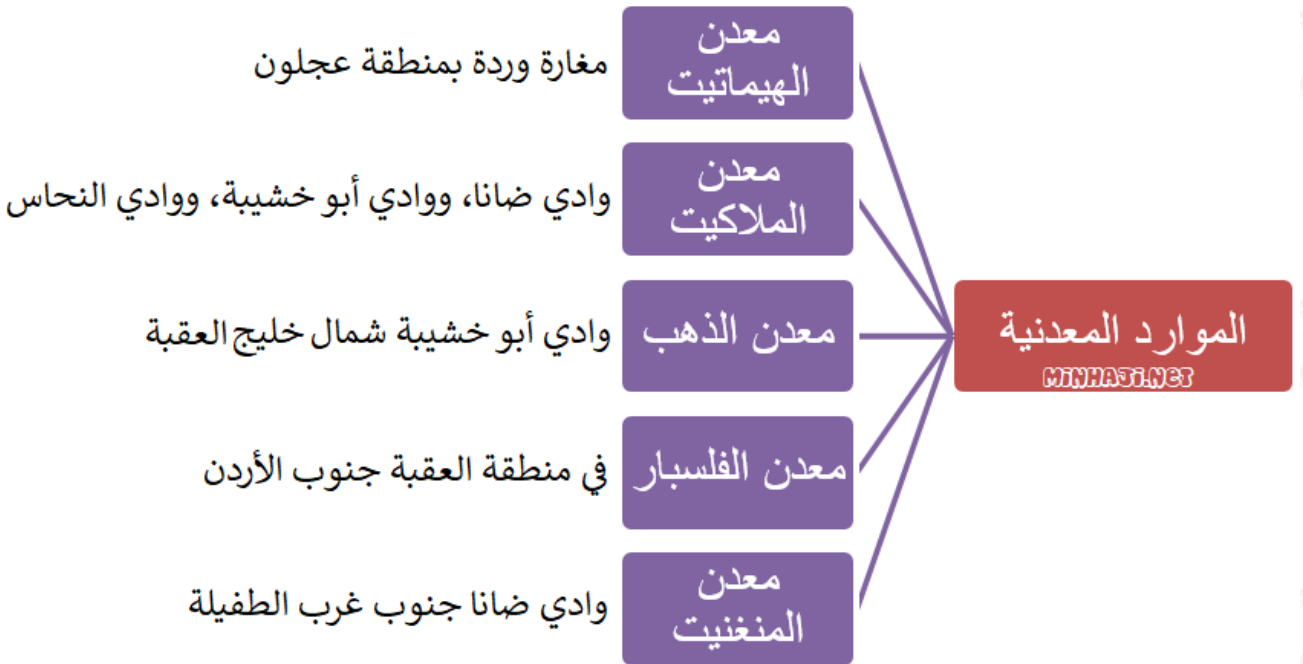 الموارد المعدنية
MINHAJI.NET
معدن
الهيماتيت
مغارة وردة بمنطقة عجلون
معدن
الملاكيت
وادي ضانا، ووادي أبو خشيبة، ووادي النحاس
معدن الذهب
وادي أبو خشيبة شمال خليج العقبة
معدن الفلسبار
في منطقة العقبة جنوب الأردن
معدن
المنغنيت
وادي ضانا جنوب غرب الطفيلة